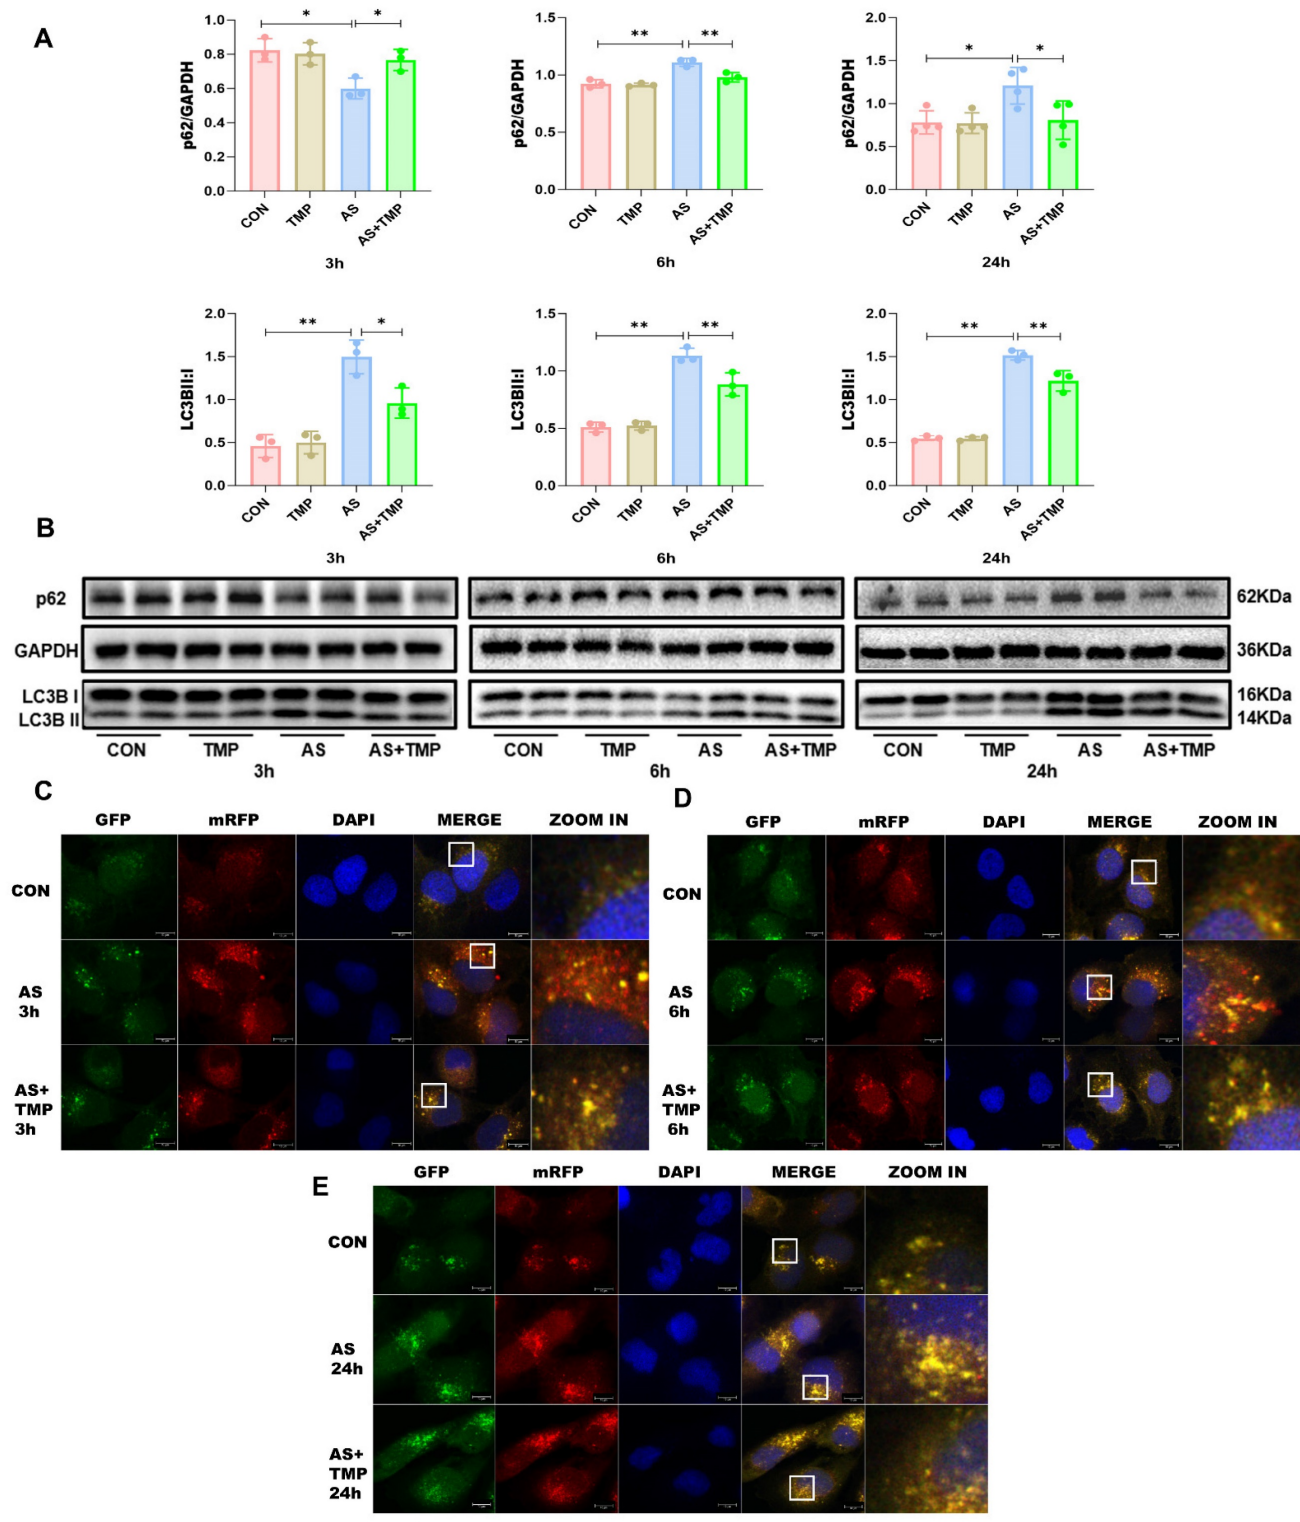 A
* *
1.0
0.8
0.6
0.4
0.2
0.0
p62/GAPDH
CON TMP AS AS+TMP
3h
** **
1.5
1.0
0.5
0.0
p62/GAPDH
CON TMP AS AS+TMP
6h
* *
2.0
1.5
1.0
0.5
0.0
p62/GAPDH
CON TMP AS AS+TMP
24h
** *
2.0
1.5
1.0
0.5
0.0
LC3BII:I
CON TMP AS AS+TMP
3h
** **
1.5
1.0
0.5
0.0
LC3BII:I
CON TMP AS AS+TMP
6h
** **
2.0
1.5
1.0
0.5
0.0
LC3BII:I
CON TMP AS AS+TMP
24h
B
p62 62KDa
GAPDH 36KDa
LC3B I 16KDa
LC3B II 14KDa
CON TMP AS AS+TMP CON TMP AS AS+TMP CON TMP AS AS+TMP
3h 6h 24h
C
GFP mRFP DAPI MERGE ZOOM IN
CON
AS
3h
AS+
TMP
3h
D
GFP mRFP DAPI MERGE ZOOM IN
CON
AS
6h
AS+
TMP
6h
E
GFP mRFP DAPI MERGE ZOOM IN
CON
AS
24h
AS+
TMP
24h